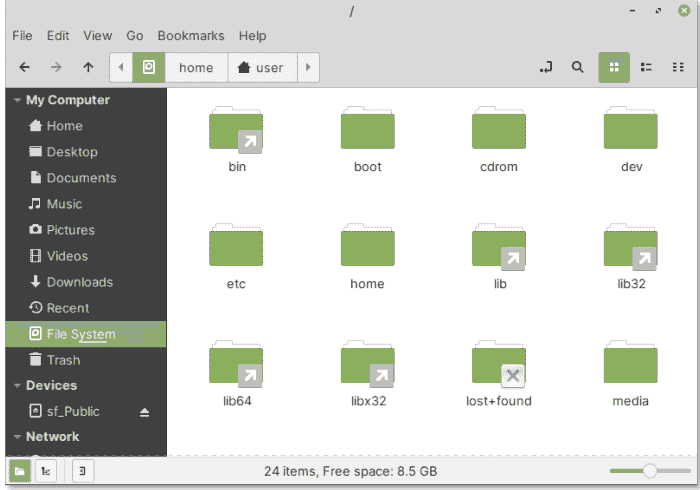 /
File Edit View Go Bookmarks Help
home user
My Computer
Home
Desktop
Documents
Music
Pictures
Videos
Downloads
Recent
File System
Trash
Devices
sf_Public
Network
bin boot cdrom dev
etc home lib lib32
lib64 libx32 lost+found media
24 items, Free space: 8.5 GB